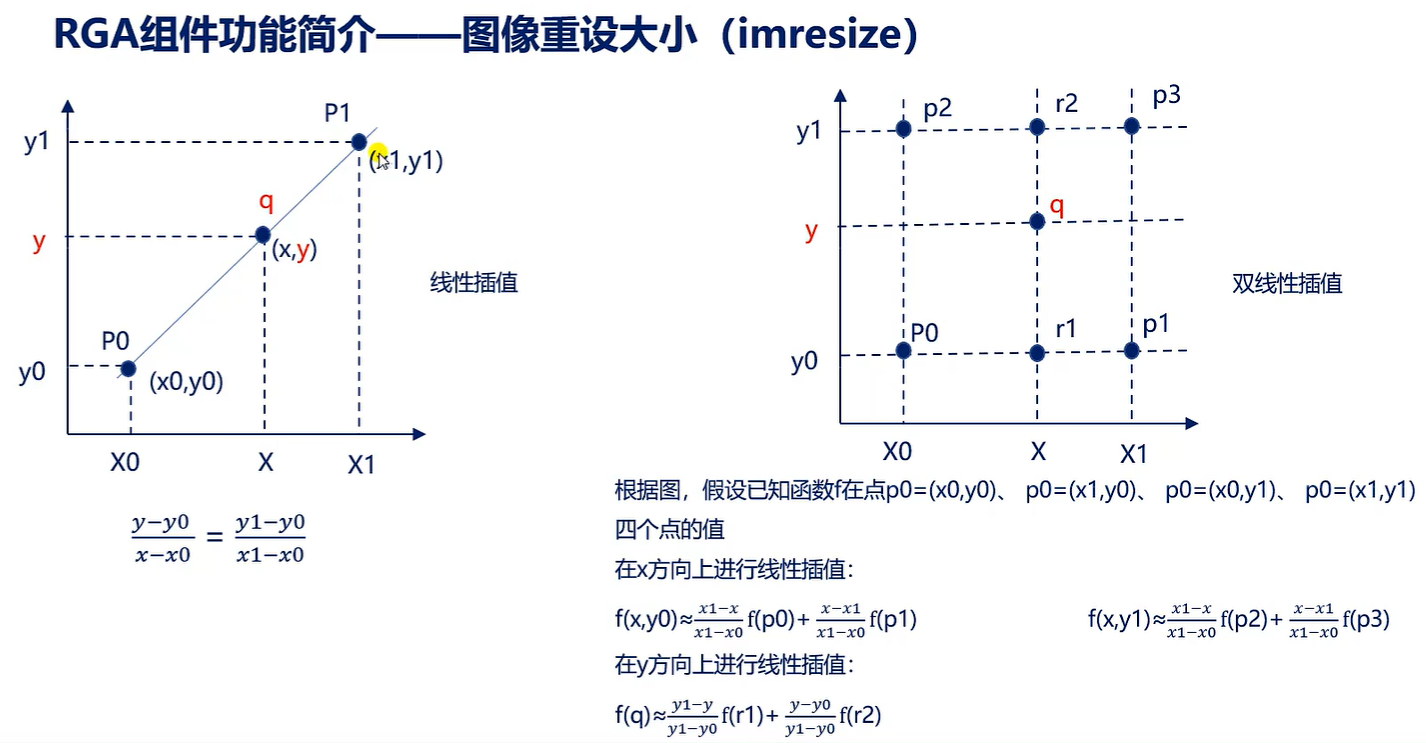 RGA组件功能简介——图像重设大小（imresize）
P1
y1
(x1,y1)
q
y
(x,y)
线性插值
P0
y0
(x0,y0)
X0 X X1
y−y0/x−x0 = y1−y0/x1−x0
p2 r2 p3
y1
q
y
双线性插值
P0 r1 p1
y0
X0 X X1
根据图，假设已知函数f在点p0=(x0,y0)、 p0=(x1,y0)、 p0=(x0,y1)、 p0=(x1,y1)
四个点的值
在x方向上进行线性插值：
f(x,y0)≈x1−x/x1−x0 f(p0)+ x−x1/x1−x0 f(p1) f(x,y1)≈x1−x/x1−x0 f(p2)+ x−x1/x1−x0 f(p3)
在y方向上进行线性插值：
f(q)≈y1−y/y1−y0 f(r1)+ y−y0/y1−y0 f(r2)